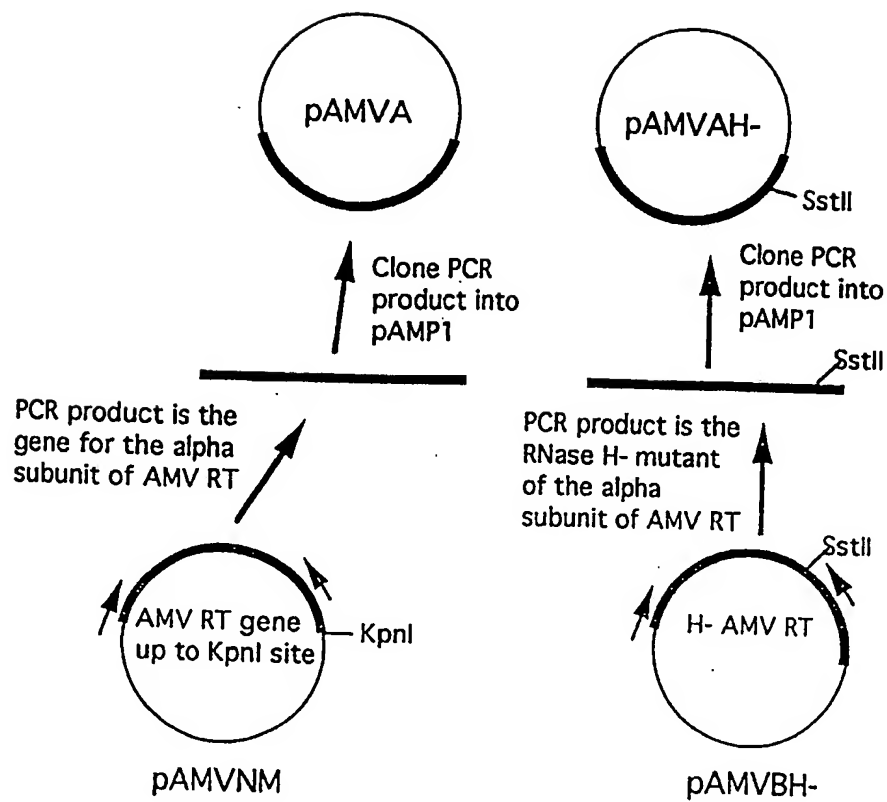 pAMVA
pAMVAH-
SstII
Clone PCR
product into
pAMP1
Clone PCR
product into
pAMP1
SstII
PCR product is the
gene for the alpha
subunit of AMV RT
PCR product is the
RNase H- mutant
of the alpha
subunit of AMV RT
SstII
AMV RT gene
up to KpnI site
KpnI
H- AMV RT
pAMVNM
pAMVBH-